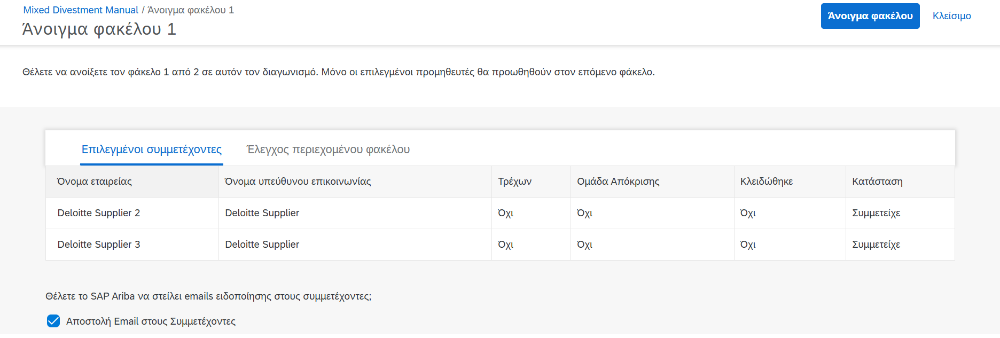 Mixed Divestment Manual / Άνοιγμα φακέλου 1
Άνοιγμα φακέλου 1
Άνοιγμα φακέλου Κλείσιμο
Θέλετε να ανοίξετε τον φάκελο 1 από 2 σε αυτόν τον διαγωνισμό. Μόνο οι επιλεγμένοι προμηθευτές θα προωθηθούν στον επόμενο φάκελο.
Επιλεγμένοι συμμετέχοντες Έλεγχος περιεχομένου φακέλου
Όνομα εταιρείας Όνομα υπεύθυνου επικοινωνίας Τρέχων Ομάδα Απόκρισης Κλειδώθηκε Κατάσταση
Deloitte Supplier 2 Deloitte Supplier Όχι Όχι Όχι Συμμετείχε
Deloitte Supplier 3 Deloitte Supplier Όχι Όχι Όχι Συμμετείχε
Θέλετε το SAP Ariba να στείλει emails ειδοποίησης στους συμμετέχοντες;
Αποστολή Email στους Συμμετέχοντες